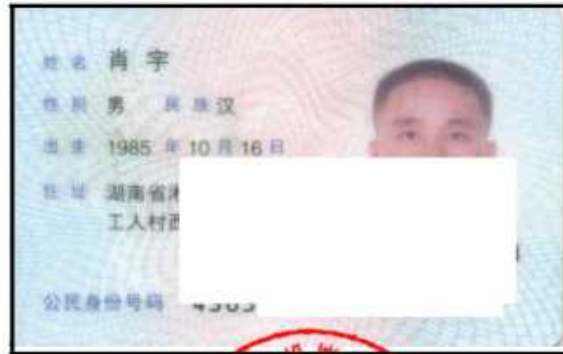 姓名 肖宇
性别 男 民族 汉
出生 1985 年 10 月 16 日
住址 湖南省
工人村西
公民身份号码